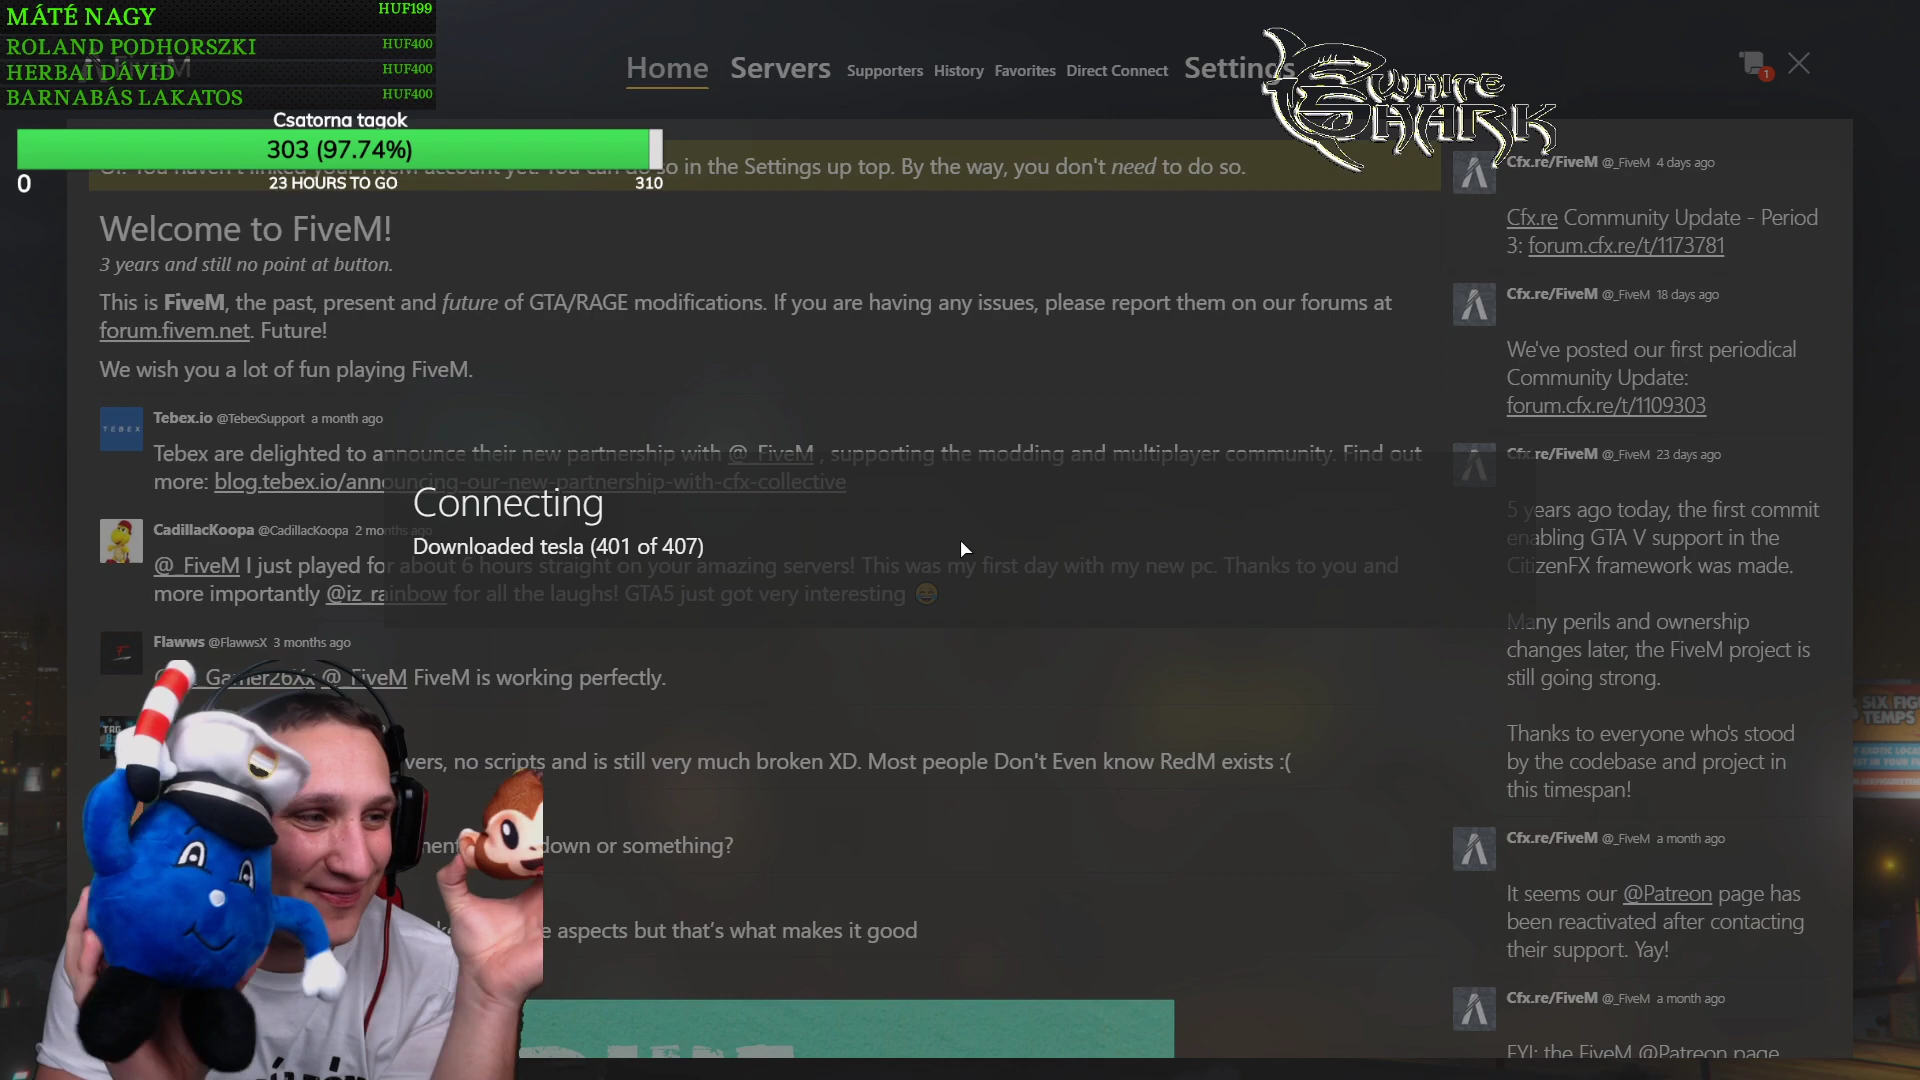 MÁTÉ NAGY HUF199
ROLAND PODHORSZKI HUF400
HERBAI DÁVID HUF400
BARNABÁS LAKATOS HUF400
Csatorna tagok
303 (97.74%)
0 23 HOURS TO GO 310
Home Servers Supporters History Favorites Direct Connect Settings
WHITE SHARK
1
so in the Settings up top. By the way, you don't need to do so.
Welcome to FiveM!
3 years and still no point at button.
This is FiveM, the past, present and future of GTA/RAGE modifications. If you are having any issues, please report them on our forums at
forum.fivem.net. Future!
We wish you a lot of fun playing FiveM.
TEBEX
Tebex.io @TebexSupport a month ago
Tebex are delighted to announce their new partnership with @_FiveM , supporting the modding and multiplayer community. Find out
more: blog.tebex.io/announcing-our-new-partnership-with-cfx-collective
Connecting
Downloaded tesla (401 of 407)
CadillacKoopa @CadillacKoopa 2 months ago
@_FiveM I just played for about 6 hours straight on your amazing servers! This was my first day with my new pc. Thanks to you and
more importantly @iz_rainbow for all the laughs! GTA5 just got very interesting 😄
Flawws @FlawwsX 3 months ago
_Gamer26Xx @_FiveM FiveM is working perfectly.
vers, no scripts and is still very much broken XD. Most people Don't Even know RedM exists :(
down or something?
aspects but that's what makes it good
Cfx.re/FiveM @_FiveM 4 days ago
Cfx.re Community Update - Period
3: forum.cfx.re/t/1173781
Cfx.re/FiveM @_FiveM 18 days ago
We've posted our first periodical
Community Update:
forum.cfx.re/t/1109303
Cfx.re/FiveM @_FiveM 23 days ago
5 years ago today, the first commit
enabling GTA V support in the
CitizenFX framework was made.
Many perils and ownership
changes later, the FiveM project is
still going strong.
Thanks to everyone who's stood
by the codebase and project in
this timespan!
Cfx.re/FiveM @_FiveM a month ago
It seems our @Patreon page has
been reactivated after contacting
their support. Yay!
Cfx.re/FiveM @_FiveM a month ago
FYI: the FiveM @Patreon page
SIX FIG
TEMPS